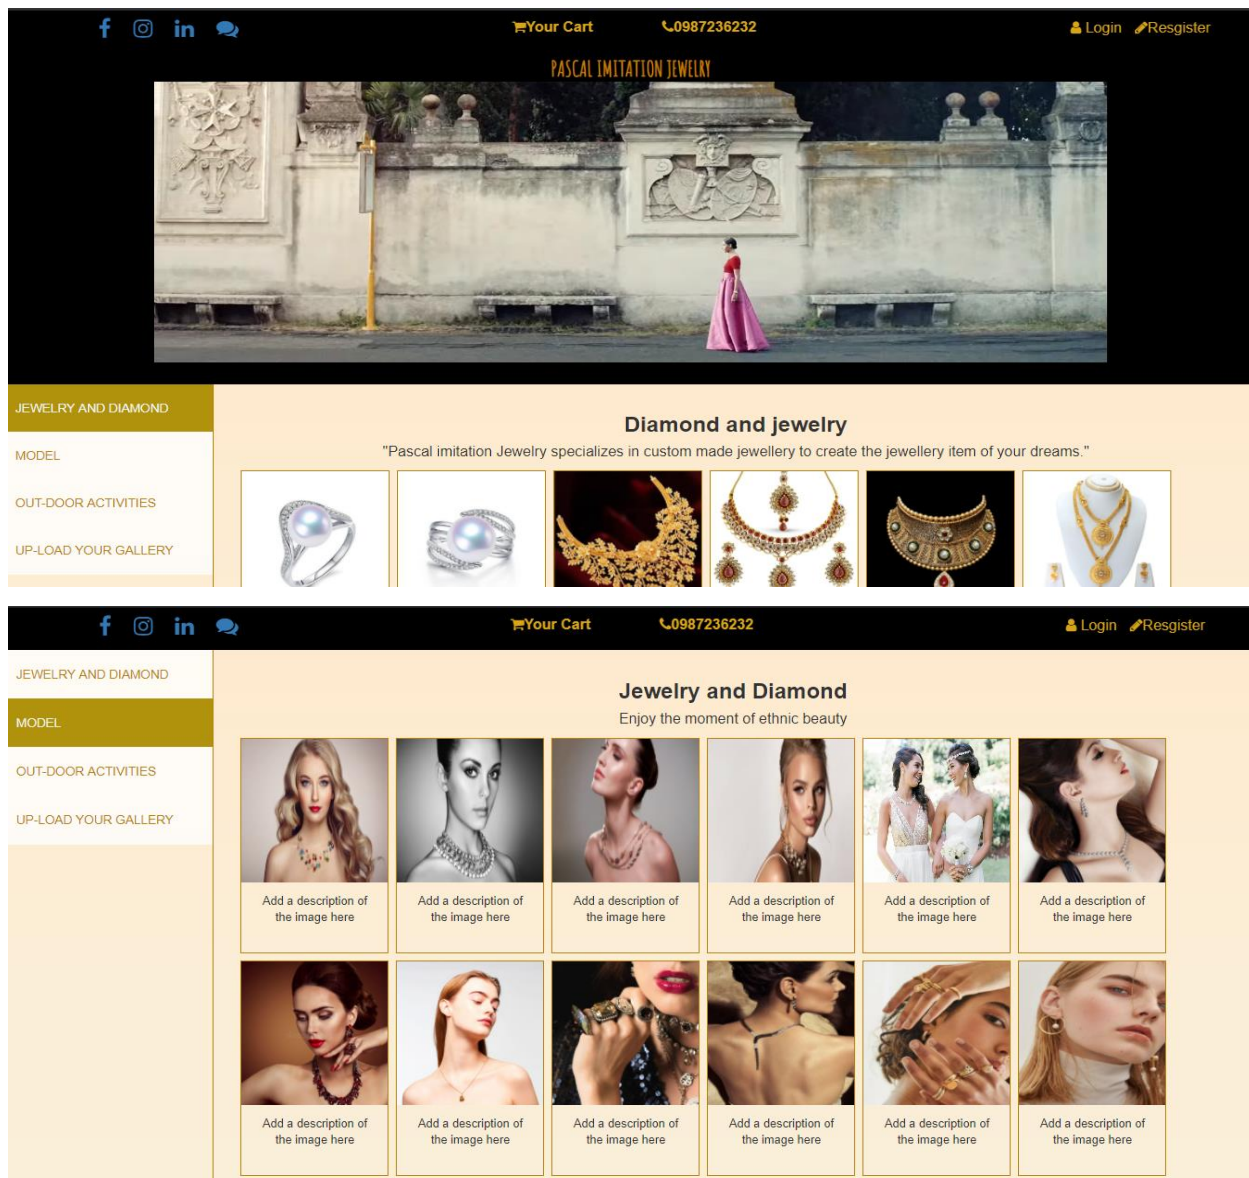 Your Cart 0987236232 Login Resgister
PASCAL IMITATION JEWELRY
JEWELRY AND DIAMOND
MODEL
OUT-DOOR ACTIVITIES
UP-LOAD YOUR GALLERY
Diamond and jewelry
"Pascal imitation Jewelry specializes in custom made jewellery to create the jewellery item of your dreams."
Your Cart 0987236232 Login Resgister
JEWELRY AND DIAMOND
MODEL
OUT-DOOR ACTIVITIES
UP-LOAD YOUR GALLERY
Jewelry and Diamond
Enjoy the moment of ethnic beauty
Add a description of Add a description of Add a description of Add a description of Add a description of Add a description of
the image here the image here the image here the image here the image here the image here
Add a description of Add a description of Add a description of Add a description of Add a description of Add a description of
the image here the image here the image here the image here the image here the image here